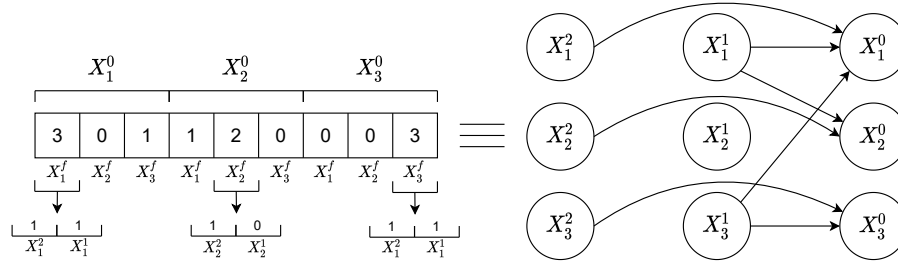 X_1^0 X_2^0 X_3^0
3 0 1 1 2 0 0 0 3
X_1^f X_2^f X_3^f X_1^f X_2^f X_3^f X_1^f X_2^f X_3^f
1 1 1 0 1 1
X_1^2 X_1^1 X_2^2 X_2^1 X_1^2 X_1^1
X_1^2 X_1^1 X_1^0
X_2^2 X_2^1 X_2^0
X_3^2 X_3^1 X_3^0